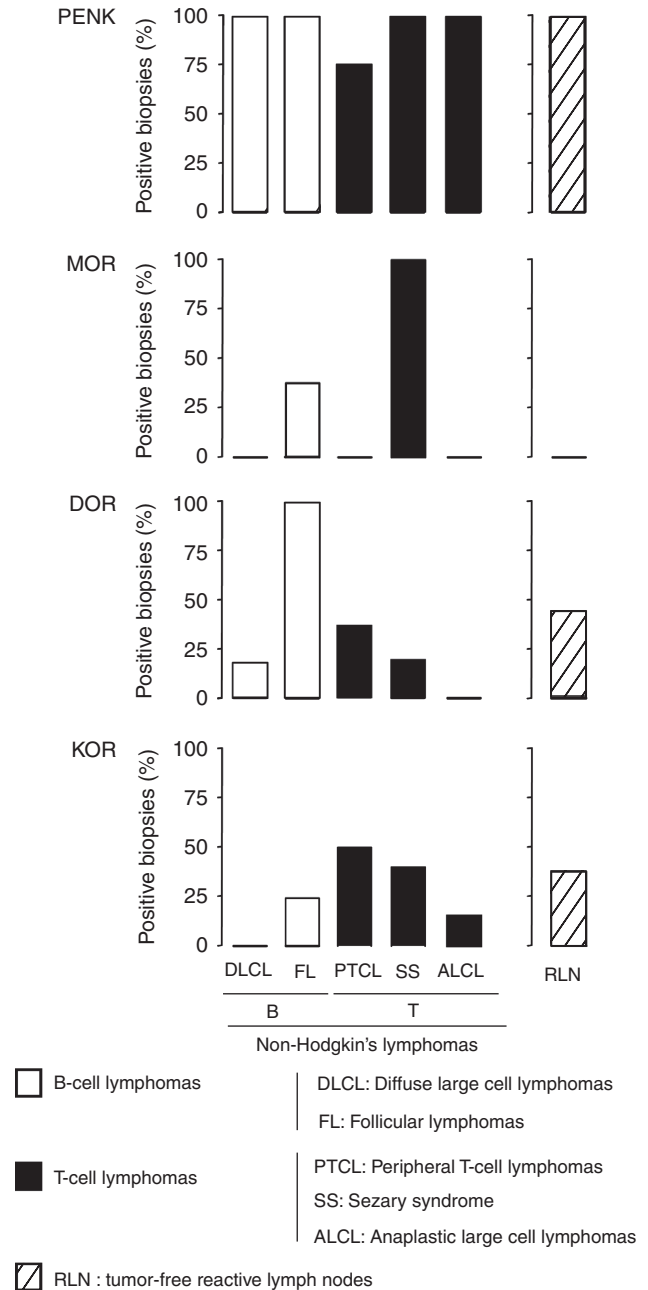 PENK
Positive biopsies (%)
100
75
50
25
0
MOR
Positive biopsies (%)
100
75
50
25
0
DOR
Positive biopsies (%)
100
75
50
25
0
KOR
Positive biopsies (%)
100
75
50
25
0
DLCL FL PTCL SS ALCL RLN
B T
Non-Hodgkin's lymphomas
B-cell lymphomas
DLCL: Diffuse large cell lymphomas
FL: Follicular lymphomas
T-cell lymphomas
PTCL: Peripheral T-cell lymphomas
SS: Sezary syndrome
ALCL: Anaplastic large cell lymphomas
RLN : tumor-free reactive lymph nodes